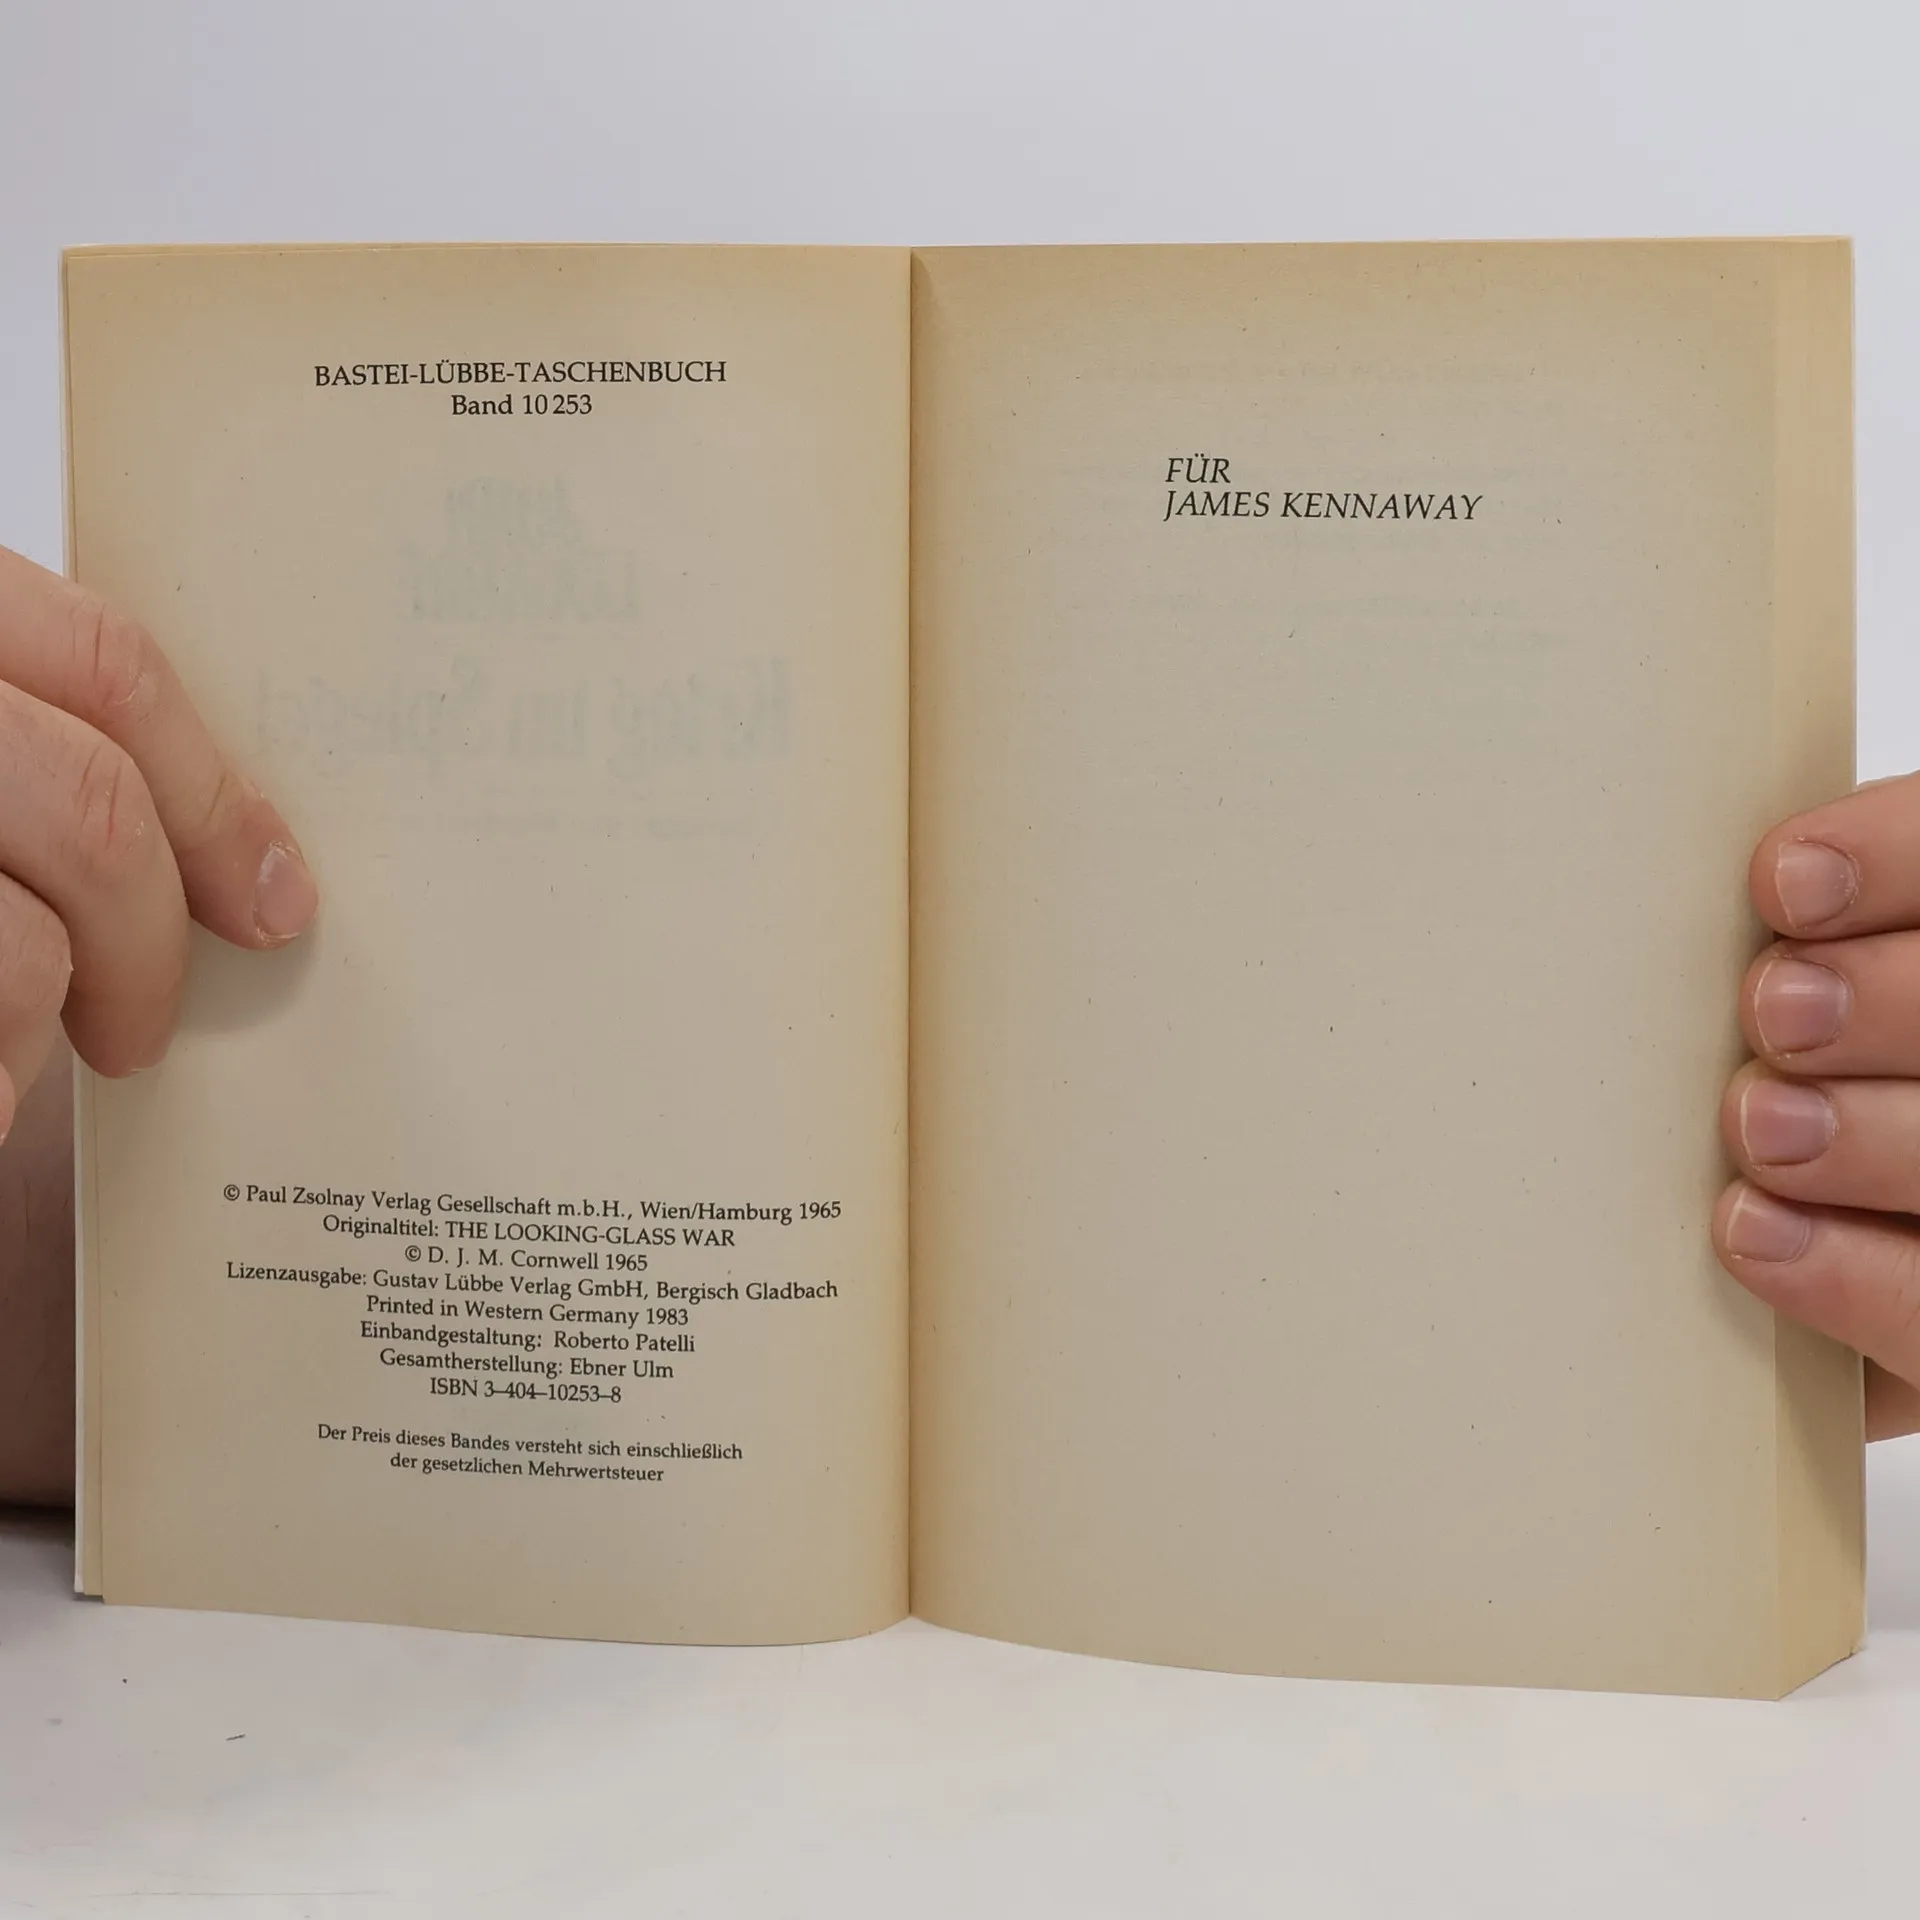 BASTEI-LÜBBE-TASCHENBUCH
Band 10 253
© Paul Zsolnay Verlag Gesellschaft m.b.H., Wien/Hamburg 1965
Originaltitel: THE LOOKING-GLASS WAR
© D. J. M. Cornwell 1965
Lizenzausgabe: Gustav Lübbe Verlag GmbH, Bergisch Gladbach
Printed in Western Germany 1983
Einbandgestaltung: Roberto Patelli
Gesamtherstellung: Ebner Ulm
ISBN 3–404–10253–8
Der Preis dieses Bandes versteht sich einschließlich
der gesetzlichen Mehrwertsteuer
FÜR
JAMES KENNAWAY